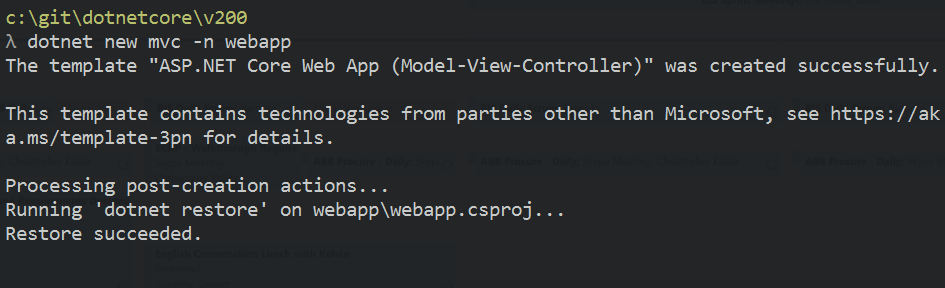 c:\git\dotnetcore\v200
λ dotnet new mvc -n webapp
The template "ASP.NET Core Web App (Model-View-Controller)" was created successfully.
This template contains technologies from parties other than Microsoft, see https://ak
a.ms/template-3pn for details.
Processing post-creation actions...
Running 'dotnet restore' on webapp\webapp.csproj...
Restore succeeded.